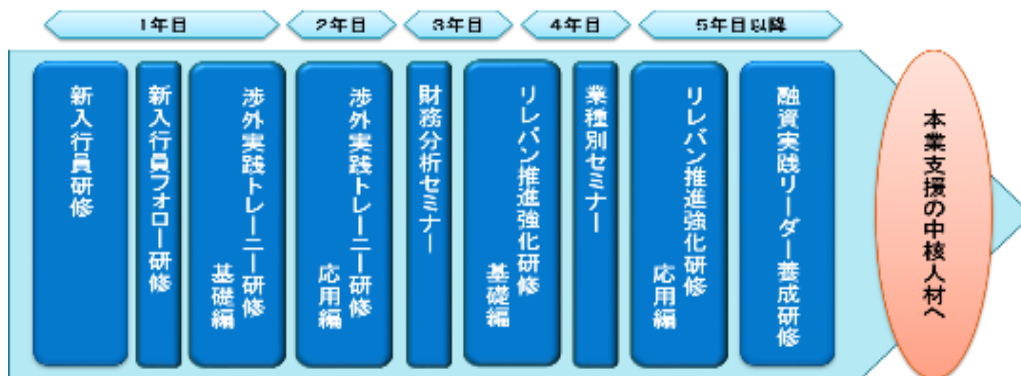 1年目
2年目
3年目
4年目
5年目以降
新入行員研修
新入行員フォロー研修
渉外実践トレーニー研修
基礎編
渉外実践トレーニー研修
応用編
財務分析セミナー
リレバン推進強化研修
基礎編
業種別セミナー
リレバン推進強化研修
応用編
融資実践リーダー養成研修
本業支援の中核人材へ